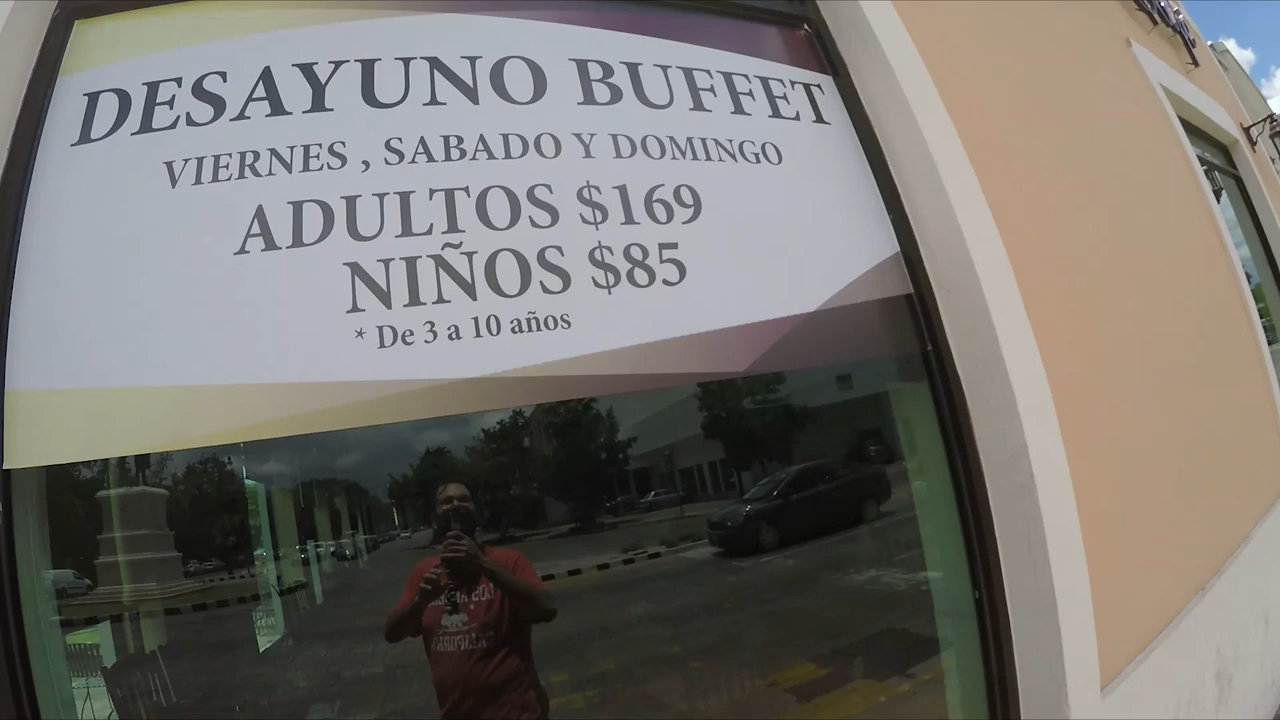 DESAYUNO BUFFET
VIERNES , SABADO Y DOMINGO
ADULTOS $169
NIÑOS $85
* De 3 a 10 años